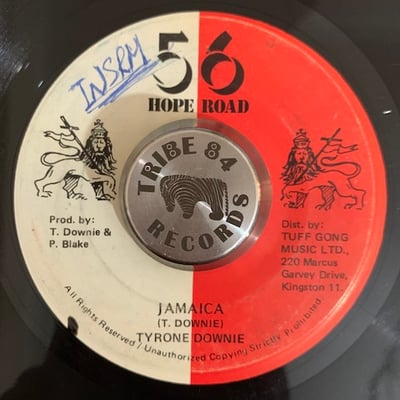 INSRM
56
HOPE ROAD
TRIBE 84
RECORDS
Prod. by:
T. Downie &
P. Blake
Dist. by:
TUFF GONG
MUSIC LTD.,
220 Marcus
Garvey Drive,
Kingston 11.
JAMAICA
(T. DOWNIE)
TYRONE DOWNIE
All Rights Reserved / Unauthorized Copying Strictly Prohibited.